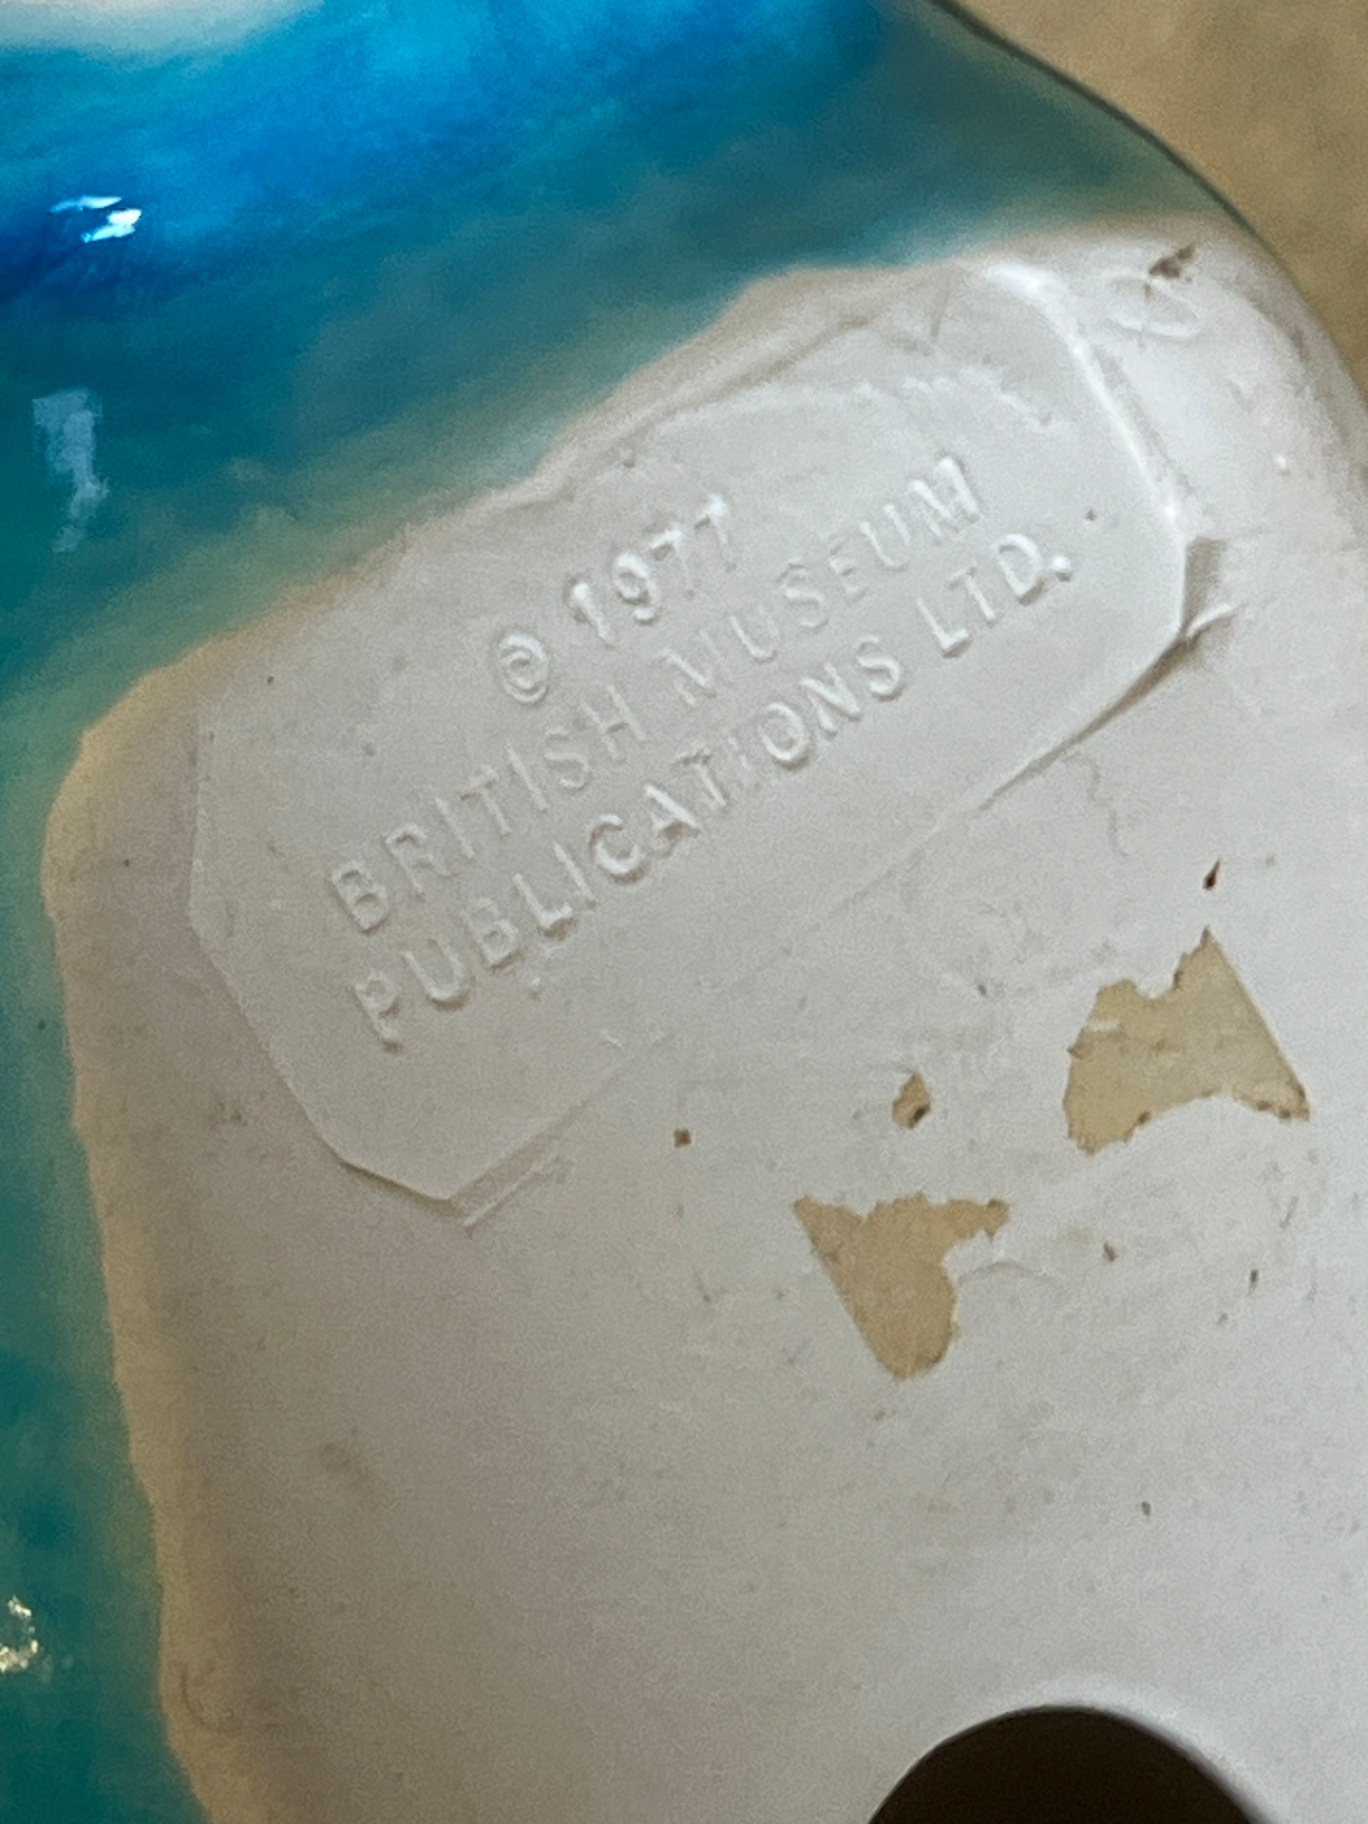 © 1977
BRITISH MUSEUM
PUBLICATIONS LTD.